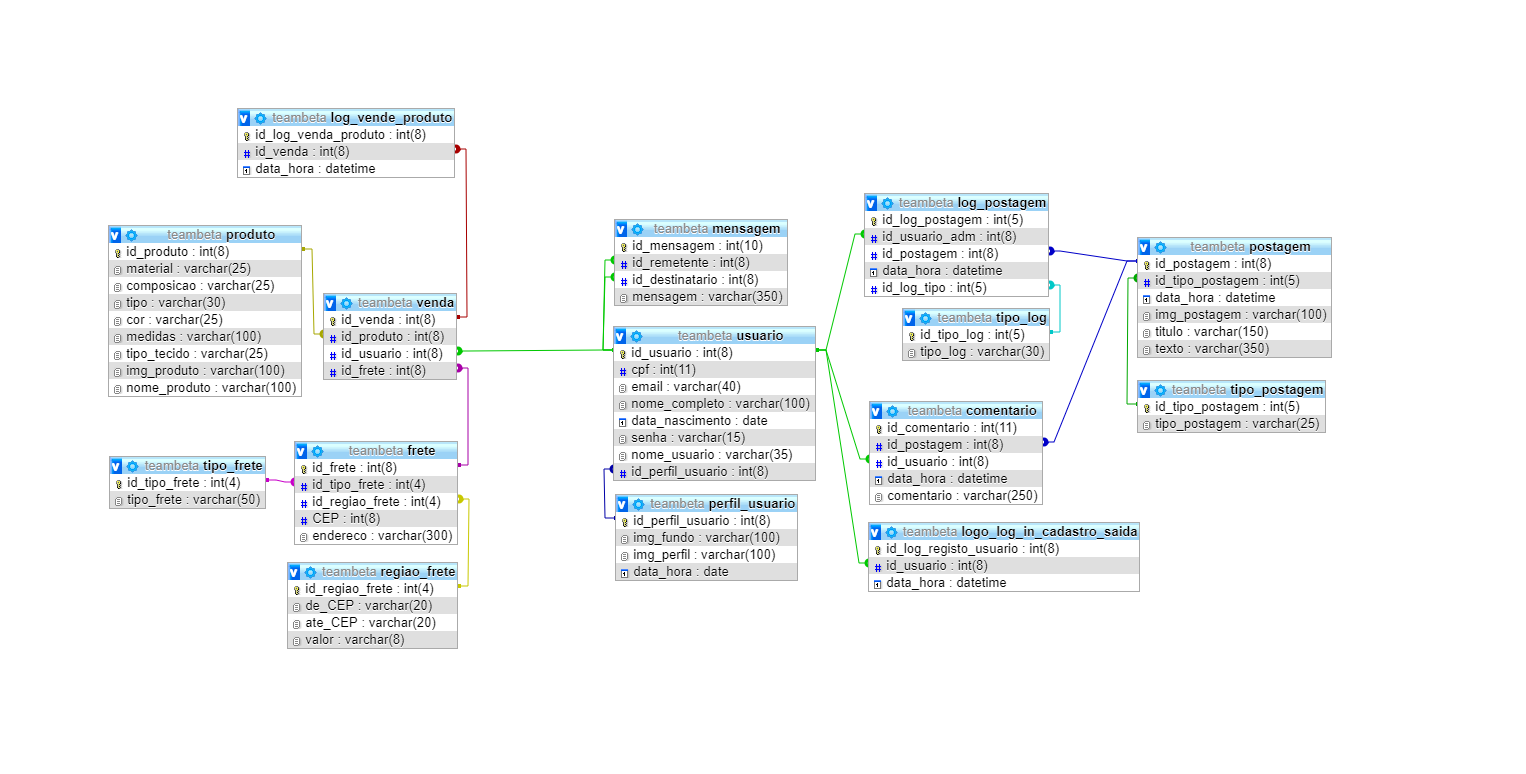 teambeta log_vende_produto
id_log_venda_produto : int(8)
id_venda : int(8)
data_hora : datetime
teambeta produto
id_produto : int(8)
material : varchar(25)
composicao : varchar(25)
tipo : varchar(30)
cor : varchar(25)
medidas : varchar(100)
tipo_tecido : varchar(25)
img_produto : varchar(100)
nome_produto : varchar(100)
teambeta venda
id_venda : int(8)
id_produto : int(8)
id_usuario : int(8)
id_frete : int(8)
teambeta tipo_frete
id_tipo_frete : int(4)
tipo_frete : varchar(50)
teambeta frete
id_frete : int(8)
id_tipo_frete : int(4)
id_regiao_frete : int(4)
CEP : int(8)
endereco : varchar(300)
teambeta regiao_frete
id_regiao_frete : int(4)
de_CEP : varchar(20)
ate_CEP : varchar(20)
valor : varchar(8)
teambeta mensagem
id_mensagem : int(10)
id_remetente : int(8)
id_destinatario : int(8)
mensagem : varchar(350)
teambeta usuario
id_usuario : int(8)
cpf : int(11)
email : varchar(40)
nome_completo : varchar(100)
data_nascimento : date
senha : varchar(15)
nome_usuario : varchar(35)
id_perfil_usuario : int(8)
teambeta perfil_usuario
id_perfil_usuario : int(8)
img_fundo : varchar(100)
img_perfil : varchar(100)
data_hora : date
teambeta log_postagem
id_log_postagem : int(5)
id_usuario_adm : int(8)
id_postagem : int(8)
data_hora : datetime
id_log_tipo : int(5)
teambeta tipo_log
id_tipo_log : int(5)
tipo_log : varchar(30)
teambeta comentario
id_comentario : int(11)
id_postagem : int(8)
id_usuario : int(8)
data_hora : datetime
comentario : varchar(250)
teambeta logo_log_in_cadastro_saida
id_log_registo_usuario : int(8)
id_usuario : int(8)
data_hora : datetime
teambeta postagem
id_postagem : int(8)
id_tipo_postagem : int(5)
data_hora : datetime
img_postagem : varchar(100)
titulo : varchar(150)
texto : varchar(350)
teambeta tipo_postagem
id_tipo_postagem : int(5)
tipo_postagem : varchar(25)